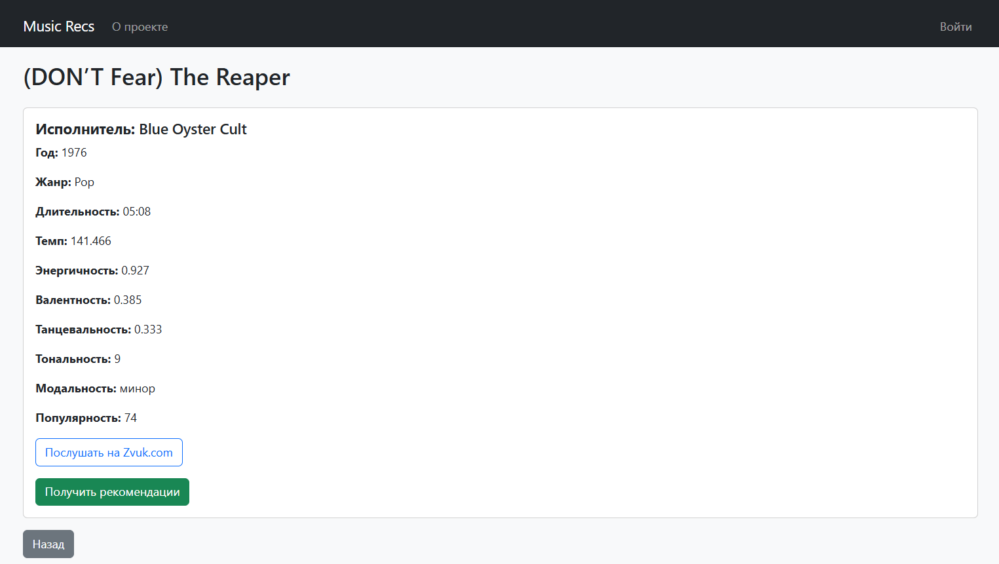 Music Recs О проекте Войти
(DON’T Fear) The Reaper
Исполнитель: Blue Oyster Cult
Год: 1976
Жанр: Pop
Длительность: 05:08
Темп: 141.466
Энергичность: 0.927
Валентность: 0.385
Танцевальность: 0.333
Тональность: 9
Модальность: минор
Популярность: 74
Послушать на Zvuk.com
Получить рекомендации
Назад